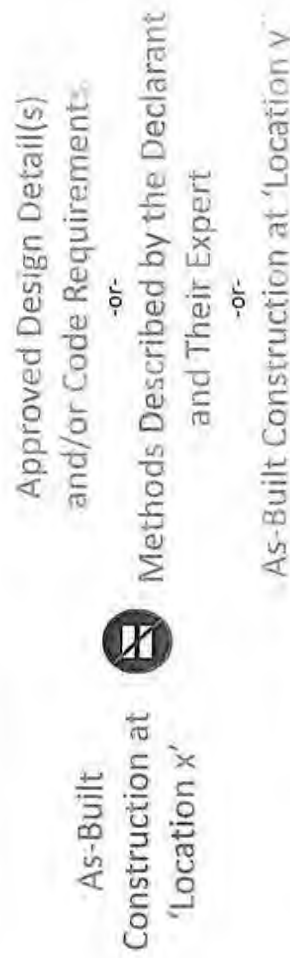 As-Built
Construction at
'Location x'
Approved Design Detail(s)
and/or Code Requirements
-or-
Methods Described by the Declarant
and Their Expert
-or-
As-Built Construction at 'Location y'